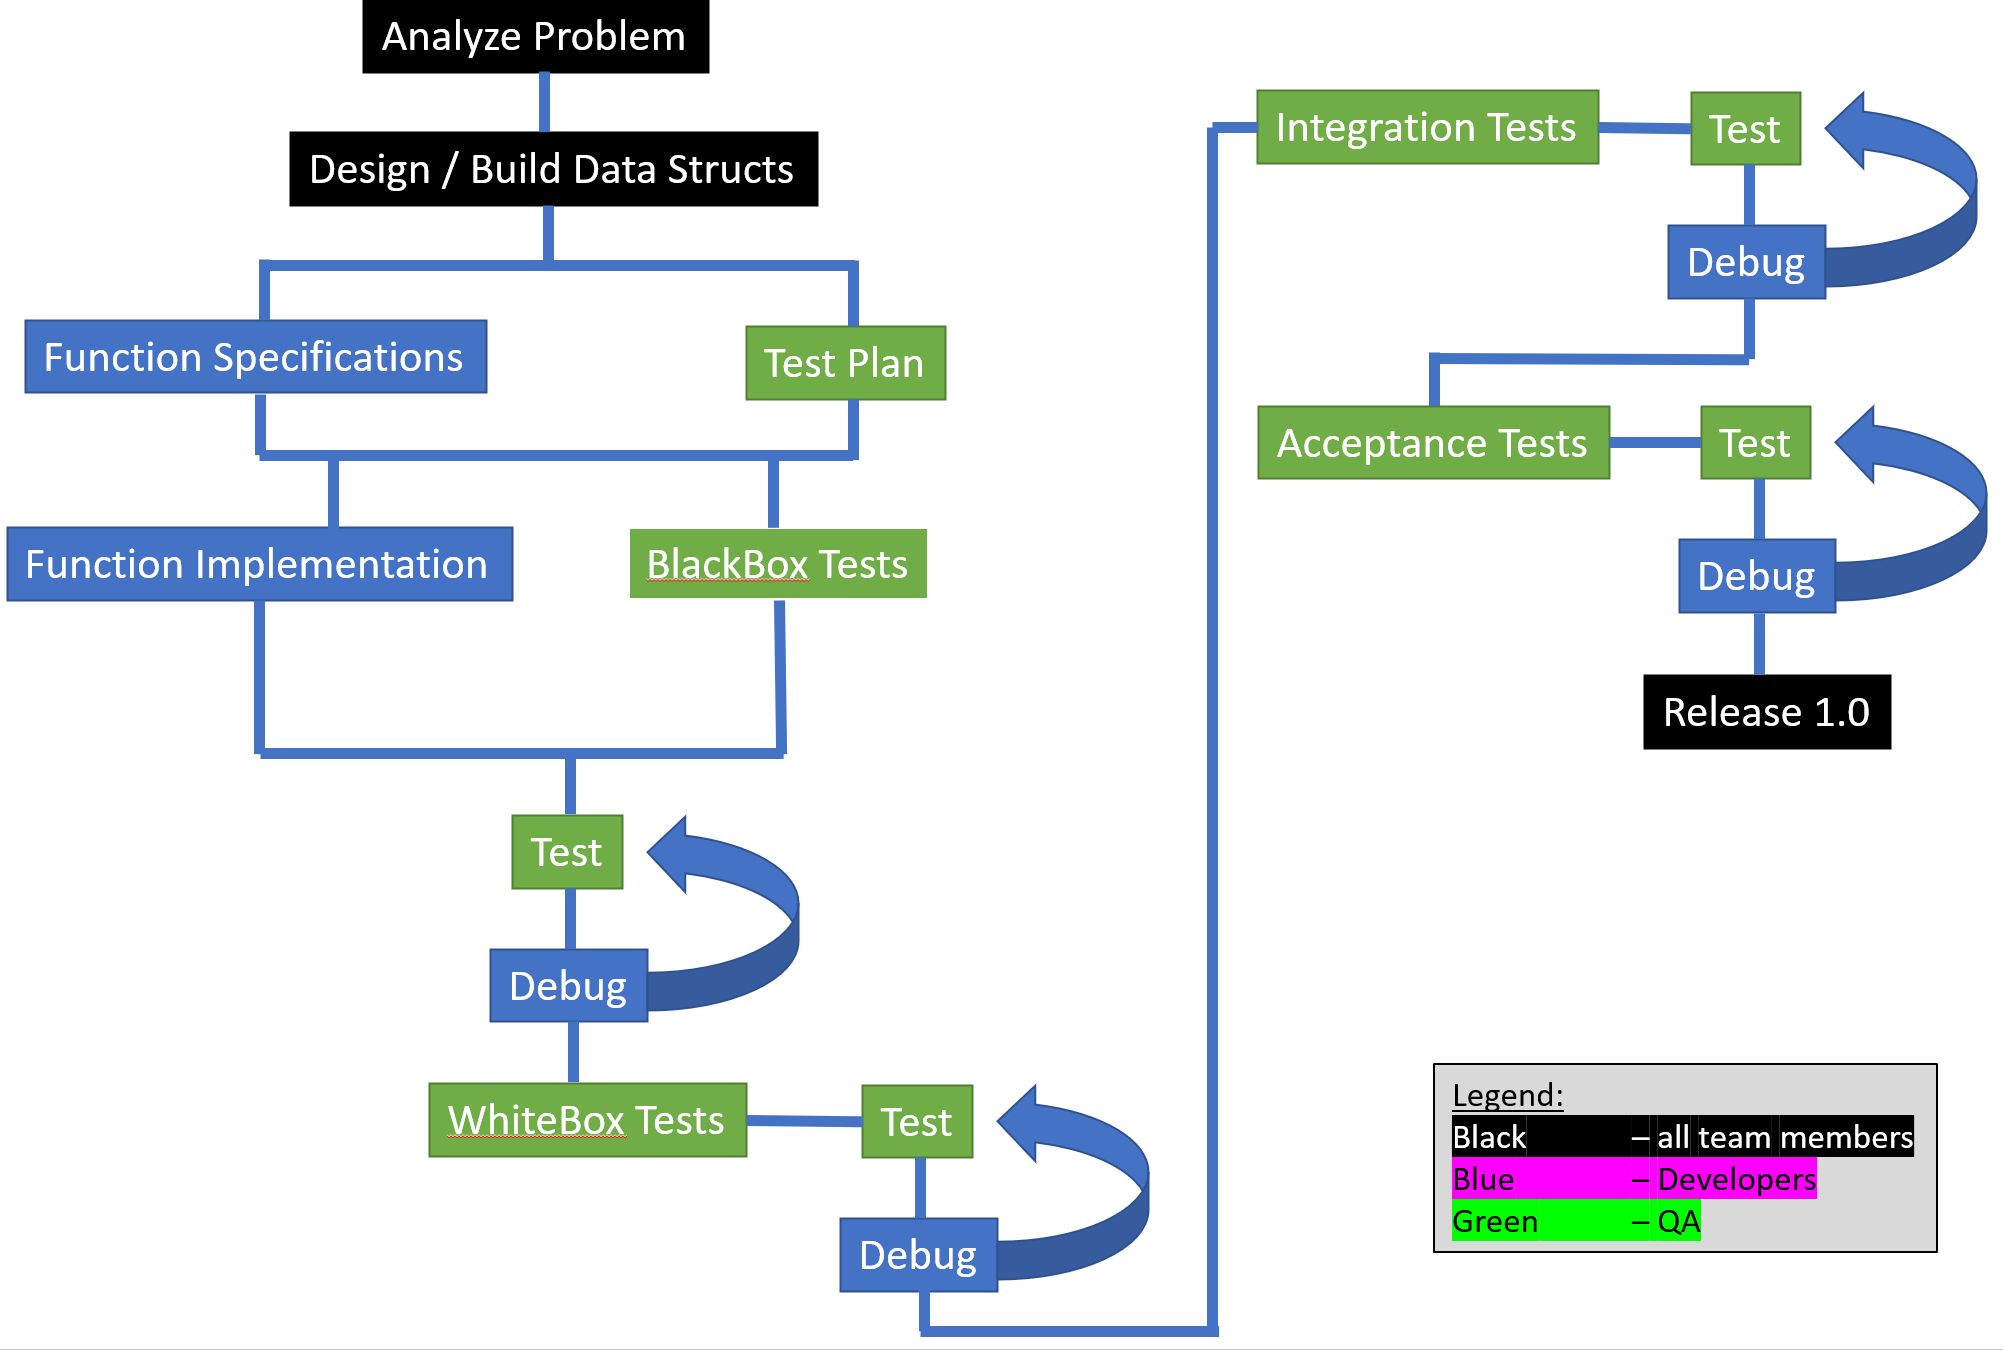 Analyze Problem
Design / Build Data Structs
Function Specifications
Test Plan
Function Implementation
BlackBox Tests
Test
Debug
WhiteBox Tests
Test
Debug
Integration Tests
Test
Debug
Acceptance Tests
Test
Debug
Release 1.0
Legend:
Black – all team members
Blue – Developers
Green – QA